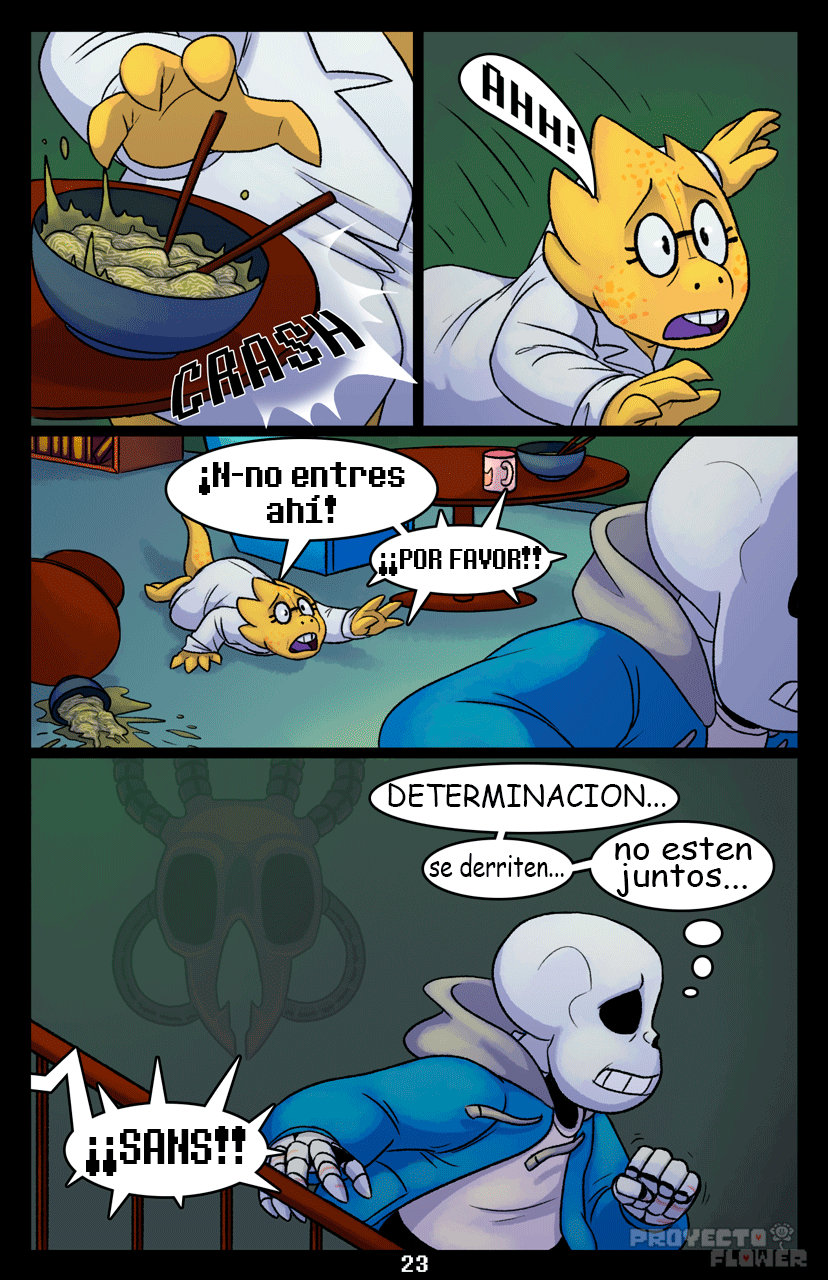 AHH!
CRASH
¡N-no entres
ahí!
¡¡POR FAVOR!!
DETERMINACION...
se derriten...
no esten
juntos...
¡¡SANS!!
PROYECTO
FLOWER
23